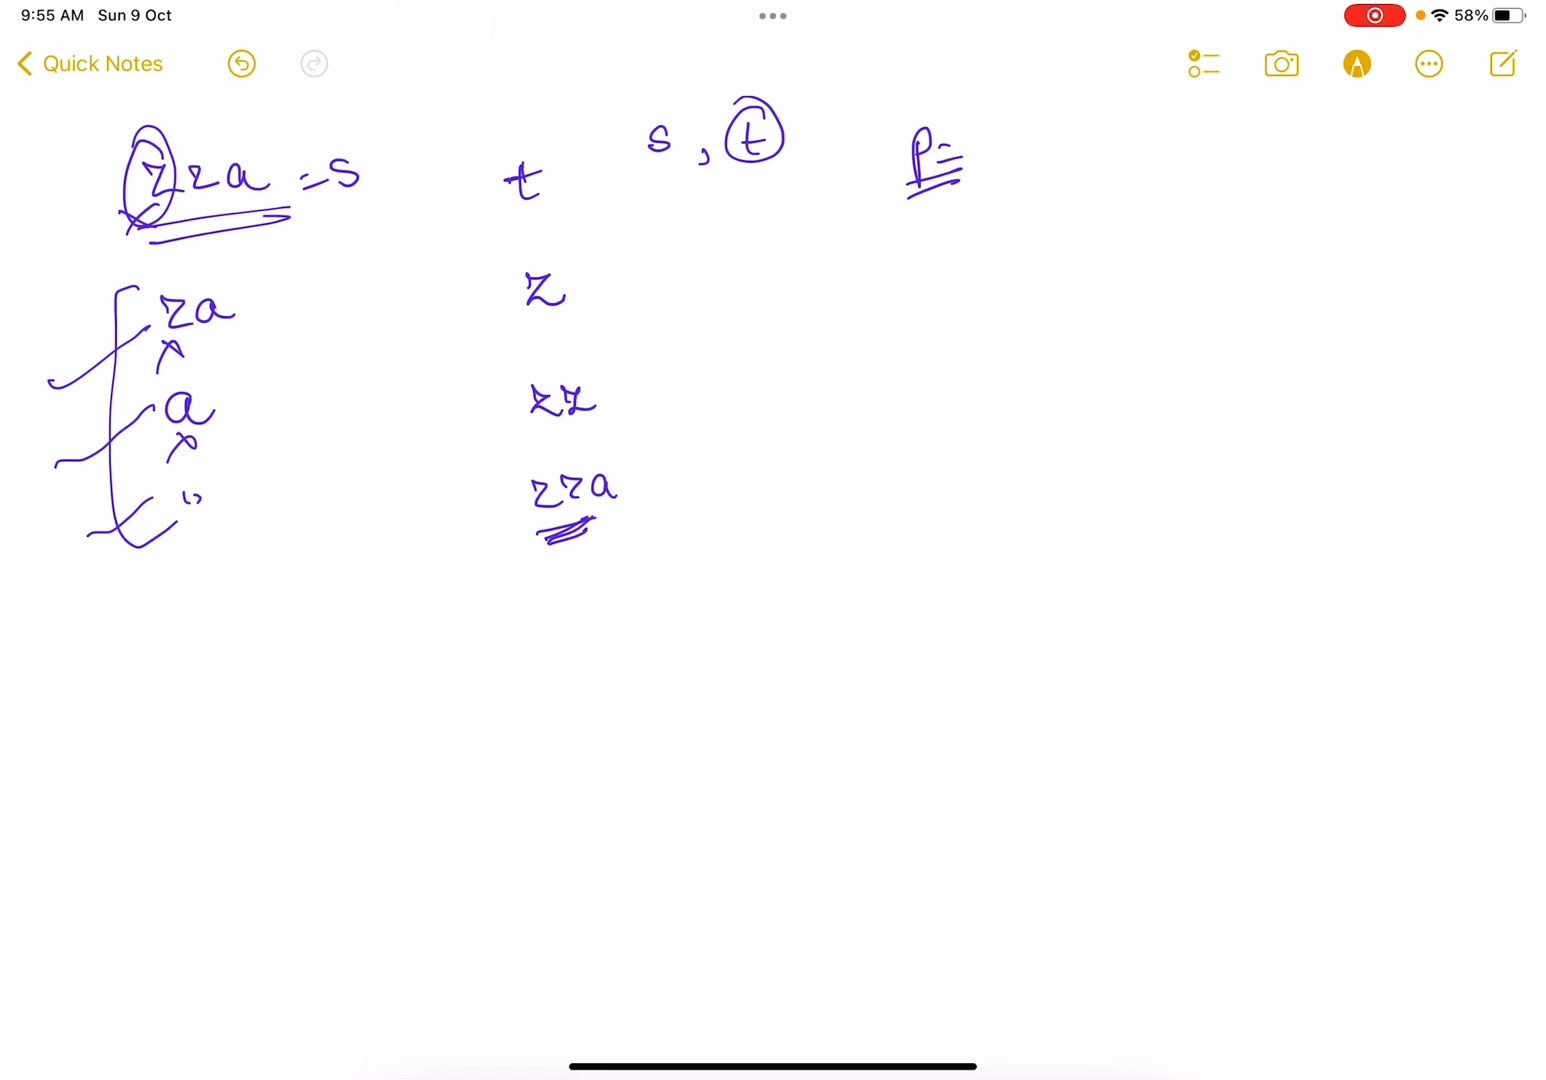 9:55 AM Sun 9 Oct
58%
Quick Notes
zza = s
t
s, t
p=
za
z
a
zz
""
zza